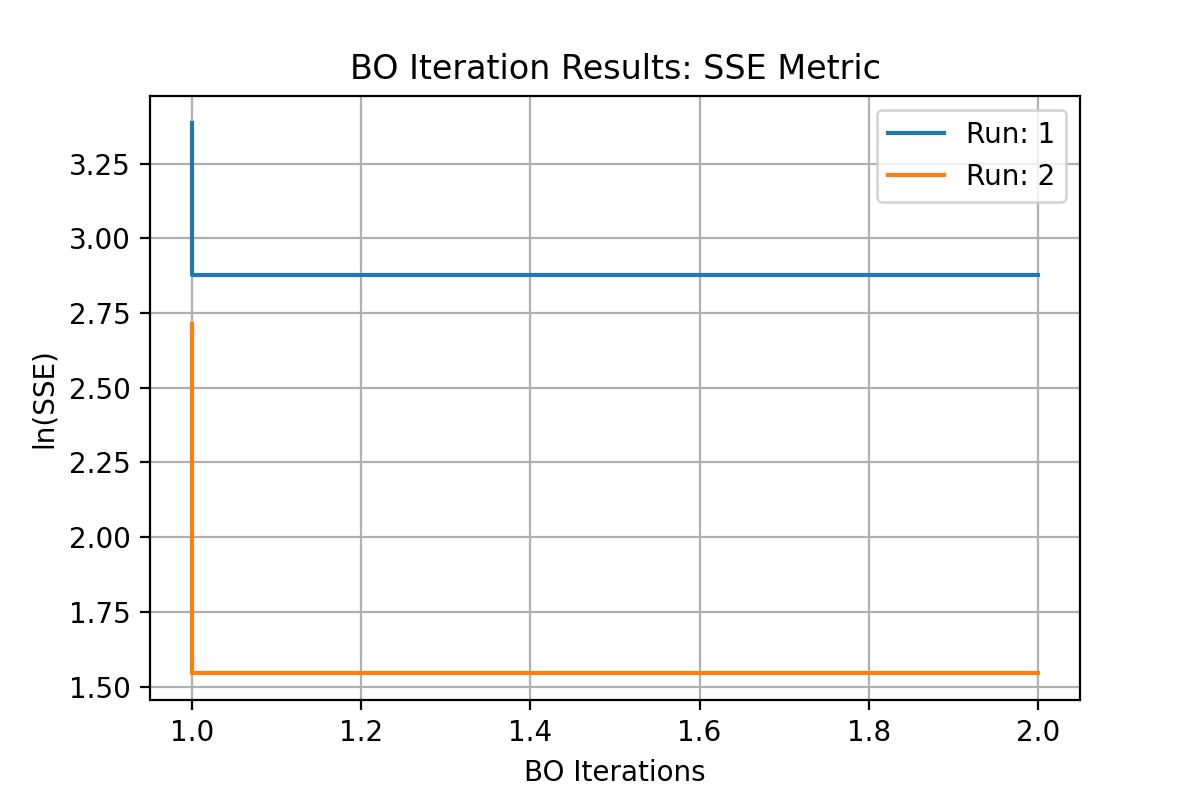 BO Iteration Results: SSE Metric
Run: 1
Run: 2
ln(SSE)
3.25
3.00
2.75
2.50
2.25
2.00
1.75
1.50
1.0 1.2 1.4 1.6 1.8 2.0
BO Iterations